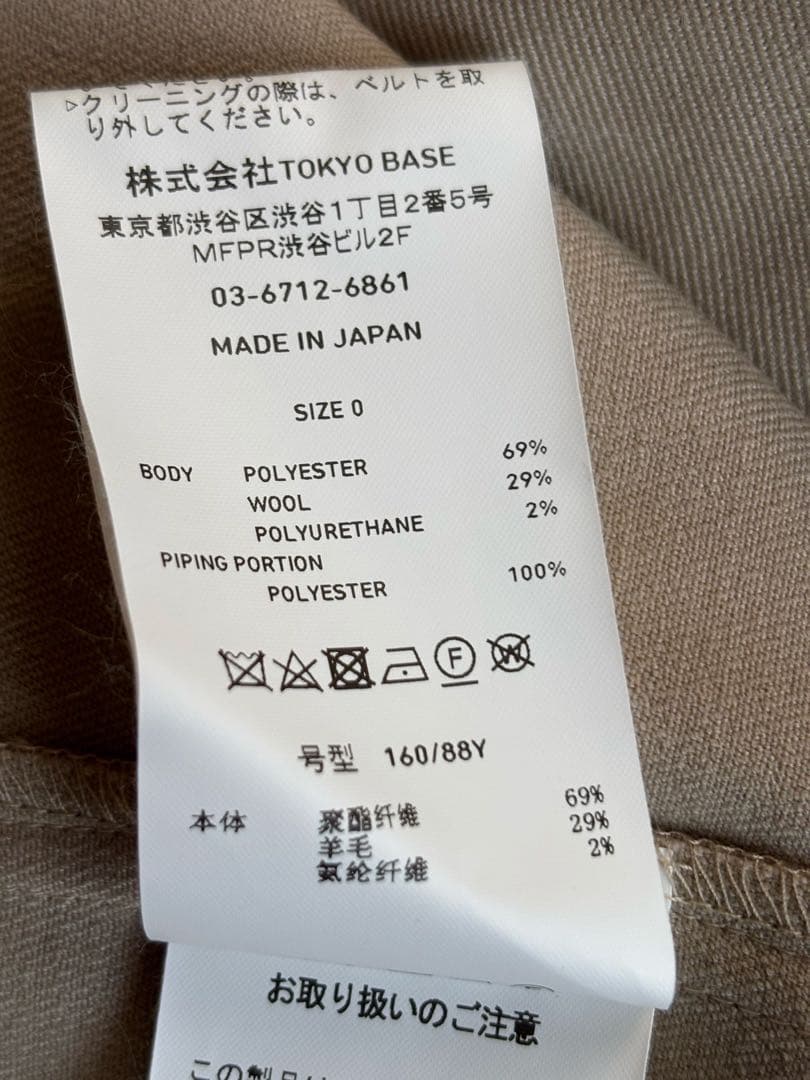 ▷クリーニングの際は、ベルトを取
り外してください。
株式会社TOKYO BASE
東京都渋谷区渋谷1丁目2番5号
MFPR渋谷ビル2F
03-6712-6861
MADE IN JAPAN
SIZE 0
BODY POLYESTER 69%
WOOL 29%
POLYURETHANE 2%
PIPING PORTION
POLYESTER 100%
F W
号型 160/88Y
本体 聚酯纤维 69%
羊毛 29%
氨纶纤维 2%
お取り扱いのご注意
この製品は